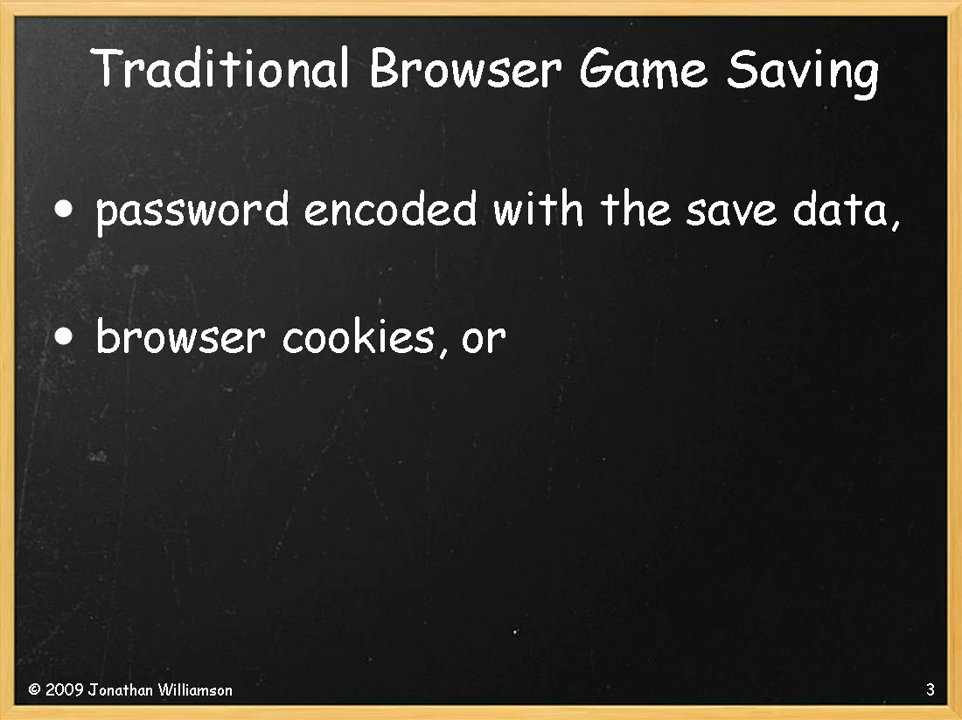 Traditional Browser Game Saving
• password encoded with the save data,
• browser cookies, or
© 2009 Jonathan Williamson
3